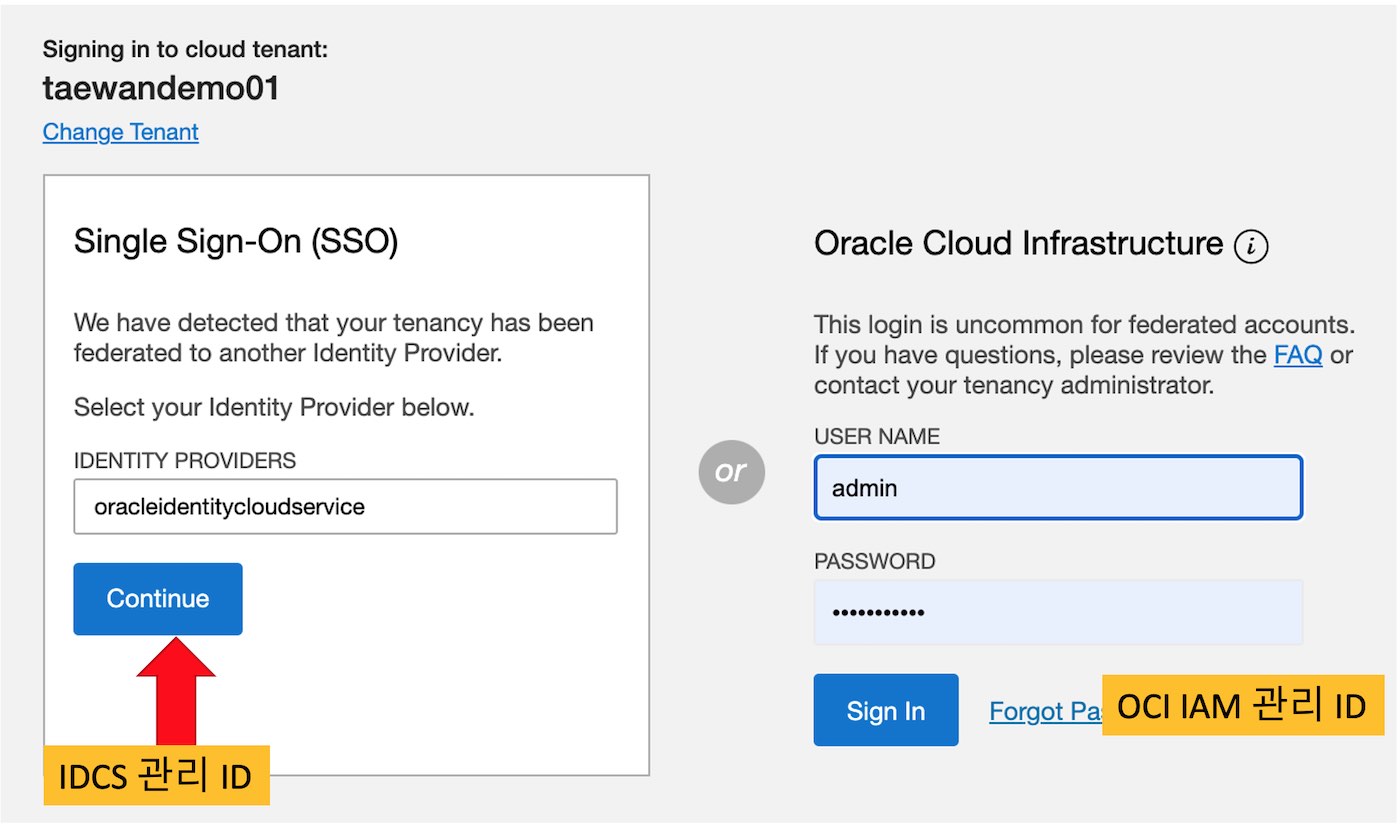 Signing in to cloud tenant:
taewandemo01
Change Tenant
Single Sign-On (SSO)
We have detected that your tenancy has been
federated to another Identity Provider.
Select your Identity Provider below.
IDENTITY PROVIDERS
oracleidentitycloudservice
Continue
IDCS 관리 ID
or
Oracle Cloud Infrastructure i
This login is uncommon for federated accounts.
If you have questions, please review the FAQ or
contact your tenancy administrator.
USER NAME
admin
PASSWORD
•••••••••••
Sign In
Forgot
OCI IAM 관리 ID